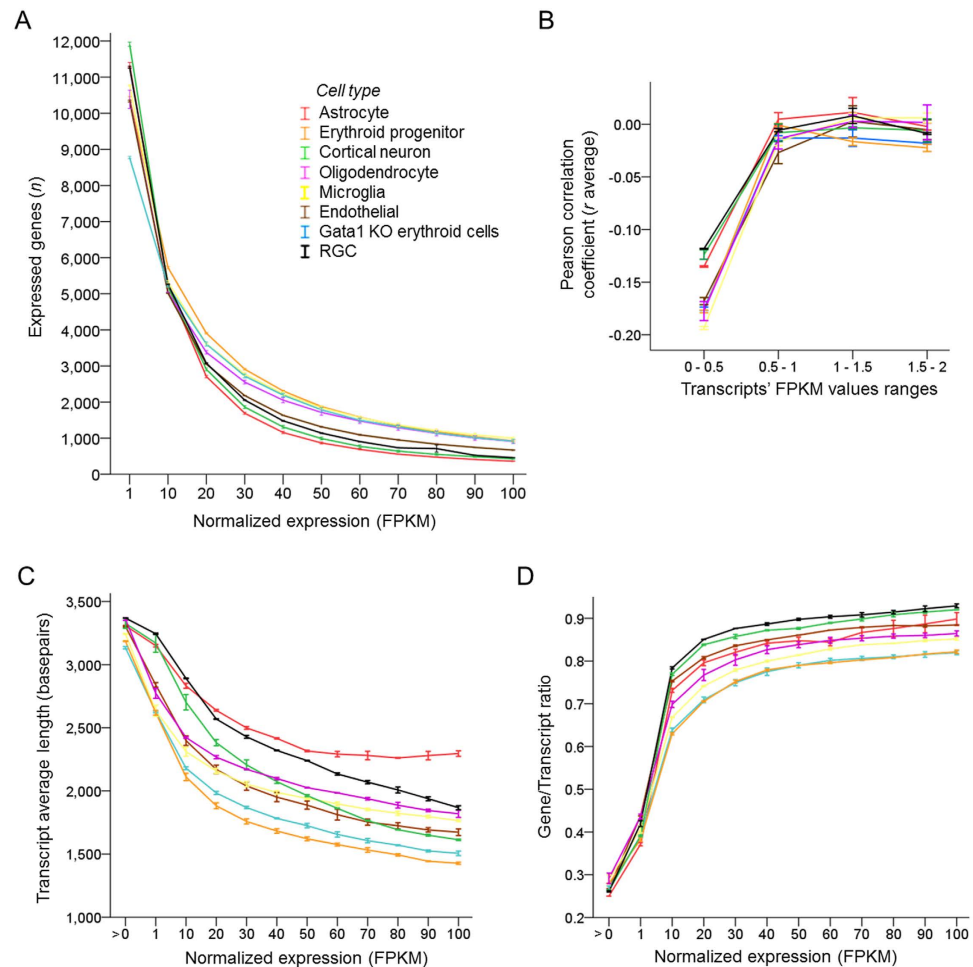 A
12,000
11,000
10,000
9,000
8,000
7,000
6,000
5,000
4,000
3,000
2,000
1,000
0
Expressed genes (n)
1 10 20 30 40 50 60 70 80 90 100
Normalized expression (FPKM)
Cell type
Astrocyte
Erythroid progenitor
Cortical neuron
Oligodendrocyte
Microglia
Endothelial
Gata1 KO erythroid cells
RGC
B
0.00
-0.05
-0.10
-0.15
-0.20
Pearson correlation
coefficient (r average)
0 - 0.5 0.5 - 1 1 - 1.5 1.5 - 2
Transcripts' FPKM values ranges
C
3,500
3,000
2,500
2,000
1,500
1,000
Transcript average length (basepairs)
>0 1 10 20 30 40 50 60 70 80 90 100
Normalized expression (FPKM)
D
0.9
0.8
0.7
0.6
0.5
0.4
0.3
0.2
Gene/Transcript ratio
>0 1 10 20 30 40 50 60 70 80 90 100
Normalized expression (FPKM)